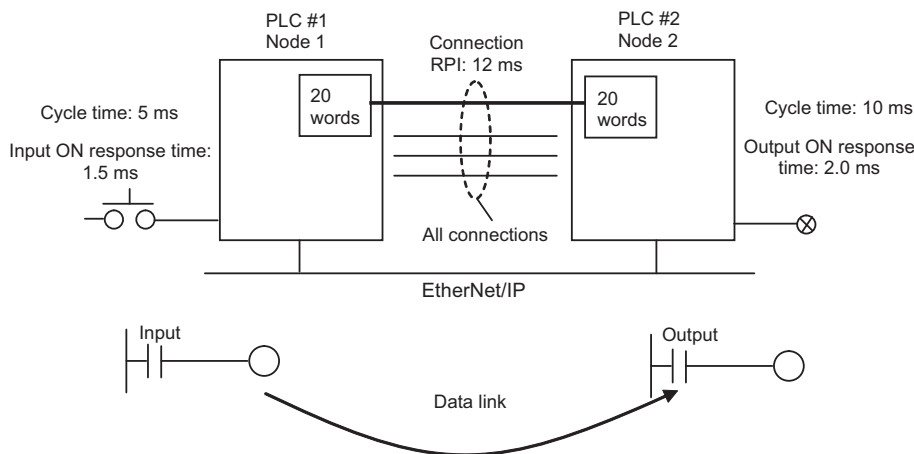 PLC #1
Node 1
PLC #2
Node 2
Connection
RPI: 12 ms
20
words
20
words
Cycle time: 5 ms
Input ON response time:
1.5 ms
Cycle time: 10 ms
Output ON response
time: 2.0 ms
All connections
EtherNet/IP
Input
Output
Data link